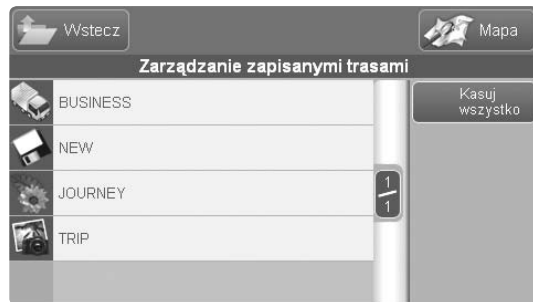 Wstecz
Mapa
Zarządzanie zapisanymi trasami
BUSINESS
Kasuj
wszystko
NEW
JOURNEY
1
1
TRIP